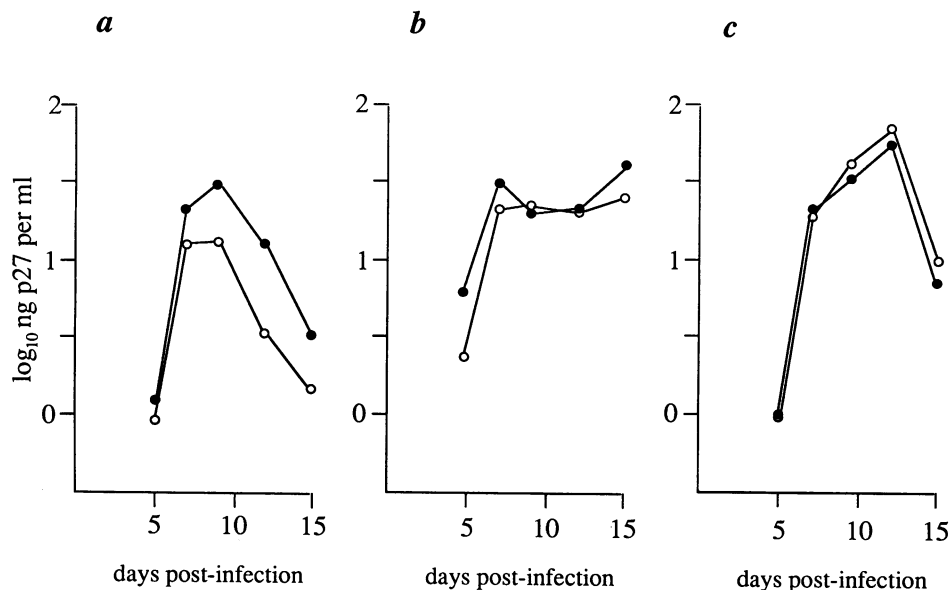 a b c
log₁₀ ng p27 per ml
2 2 2
1 1 1
0 0 0
5 10 15 5 10 15 5 10 15
days post-infection days post-infection days post-infection